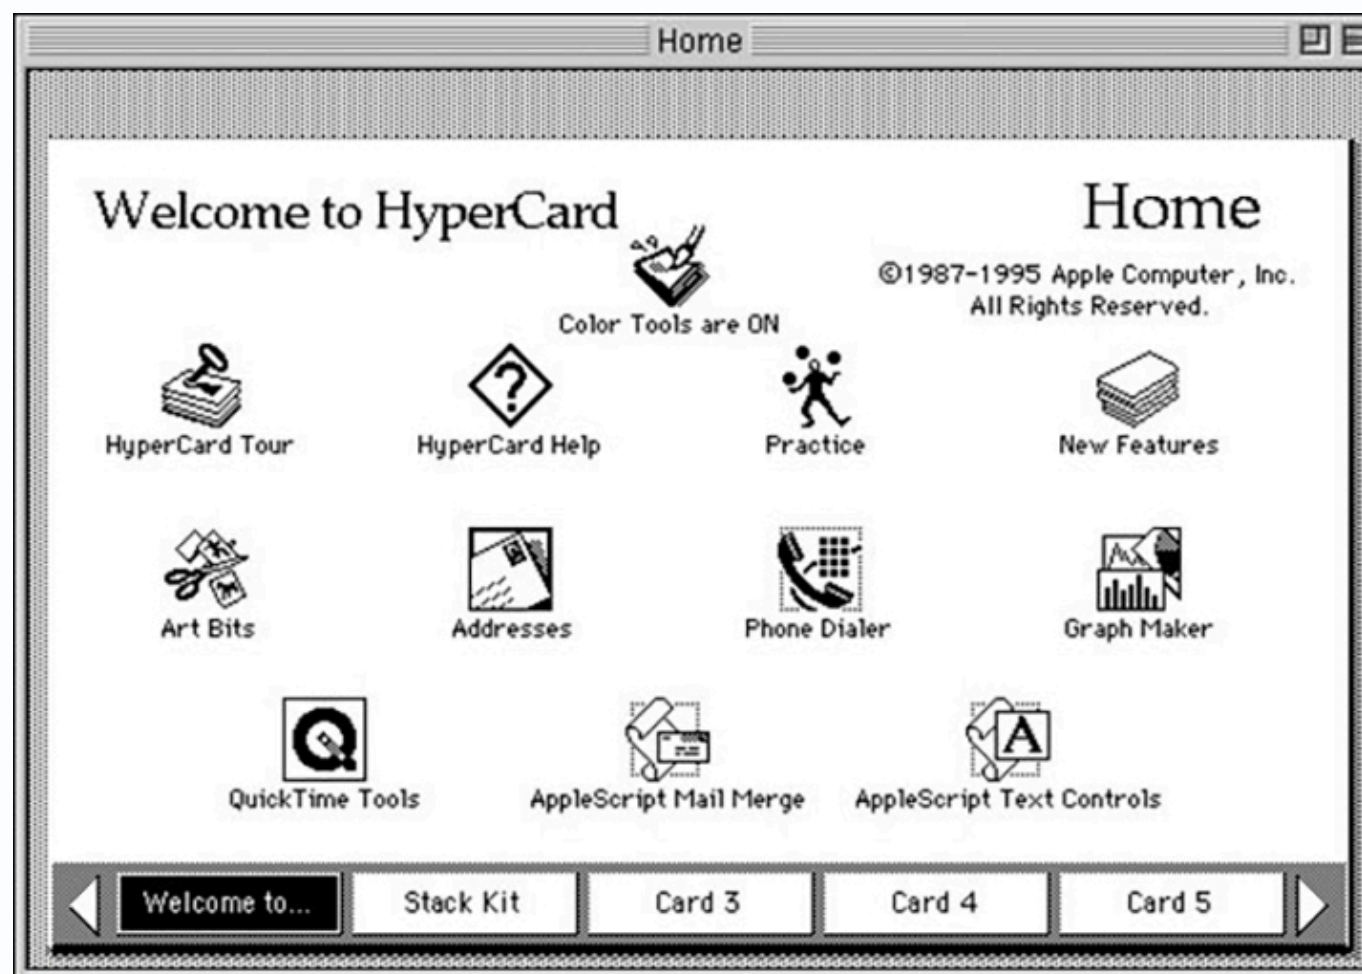 Home
Welcome to HyperCard
Home
©1987-1995 Apple Computer, Inc.
All Rights Reserved.
Color Tools are ON
HyperCard Tour
HyperCard Help
Practice
New Features
Art Bits
Addresses
Phone Dialer
Graph Maker
QuickTime Tools
AppleScript Mail Merge
A
AppleScript Text Controls
Welcome to...
Stack Kit
Card 3
Card 4
Card 5